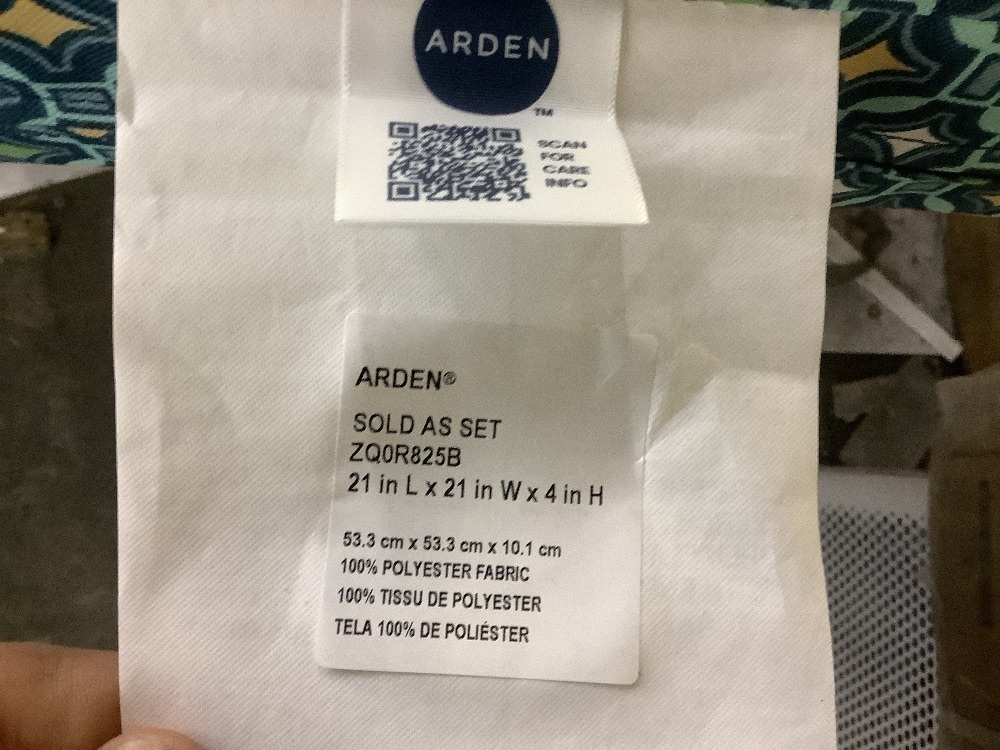 ARDEN
™
SCAN
FOR
CARE
INFO
ARDEN®
SOLD AS SET
ZQ0R825B
21 in L x 21 in W x 4 in H
53.3 cm x 53.3 cm x 10.1 cm
100% POLYESTER FABRIC
100% TISSU DE POLYESTER
TELA 100% DE POLIÉSTER